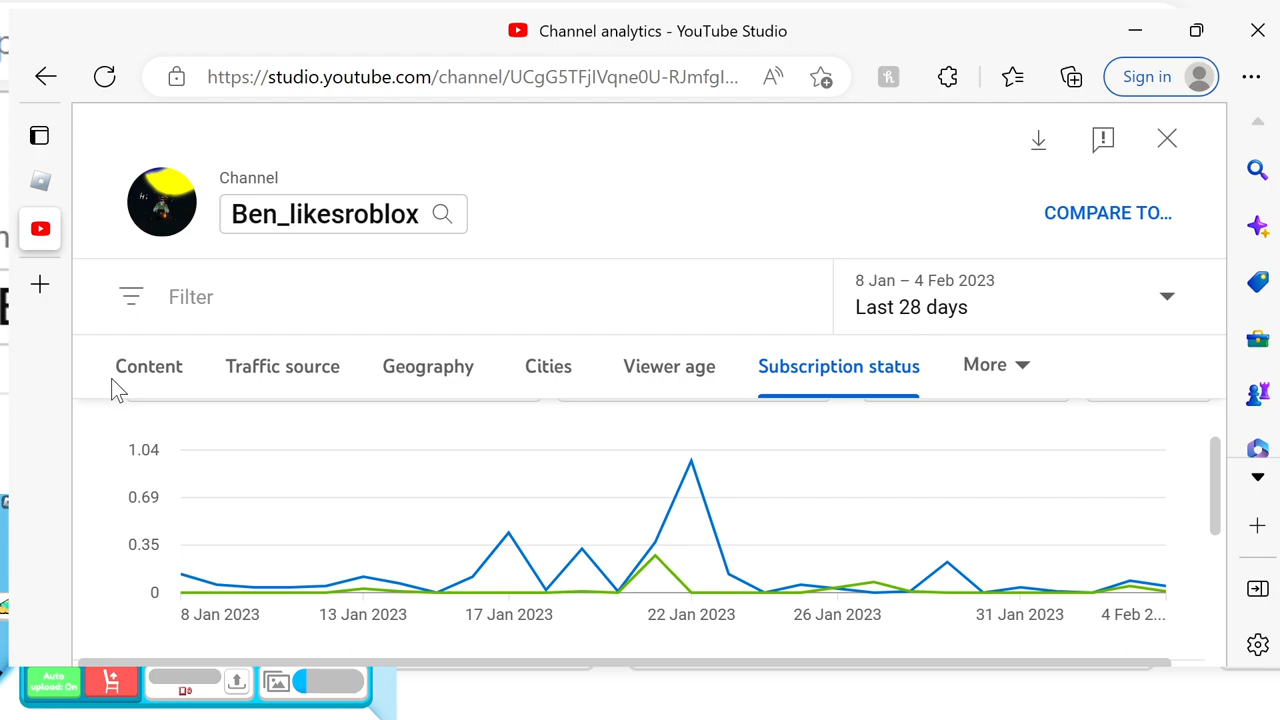 Channel analytics - YouTube Studio
https://studio.youtube.com/channel/UCgG5TFjIVqne0U-RJmfgI...
Sign in
Channel
Ben_likesroblox
COMPARE TO...
Filter
8 Jan – 4 Feb 2023
Last 28 days
Content
Traffic source
Geography
Cities
Viewer age
Subscription status
More
1.04
0.69
0.35
0
8 Jan 2023
13 Jan 2023
17 Jan 2023
22 Jan 2023
26 Jan 2023
31 Jan 2023
4 Feb 2...
Auto
upload: On